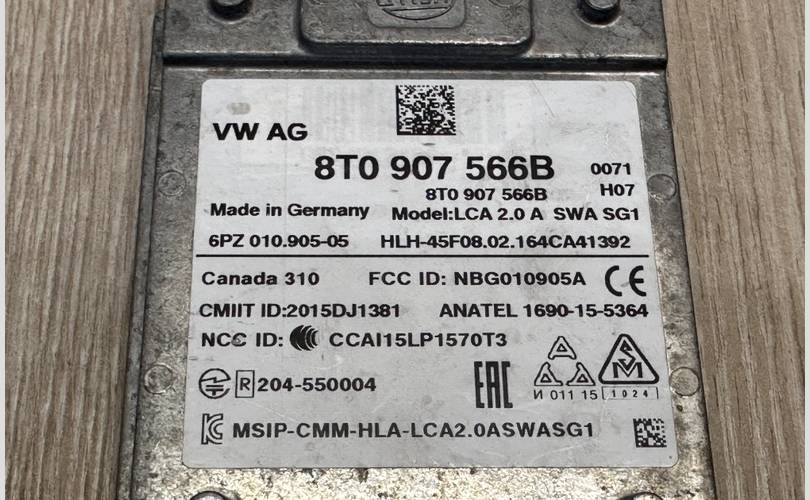 VW AG
8T0 907 566B 0071
8T0 907 566B H07
Made in Germany Model:LCA 2.0 A SWA SG1
6PZ 010.905-05 HLH-45F08.02.164CA41392
Canada 310 FCC ID: NBG010905A CE
CMIIT ID:2015DJ1381 ANATEL 1690-15-5364
NCC ID: CCAI15LP1570T3
R 204-550004 EAC И 011 15 1024
MSIP-CMM-HLA-LCA2.0ASWASG1